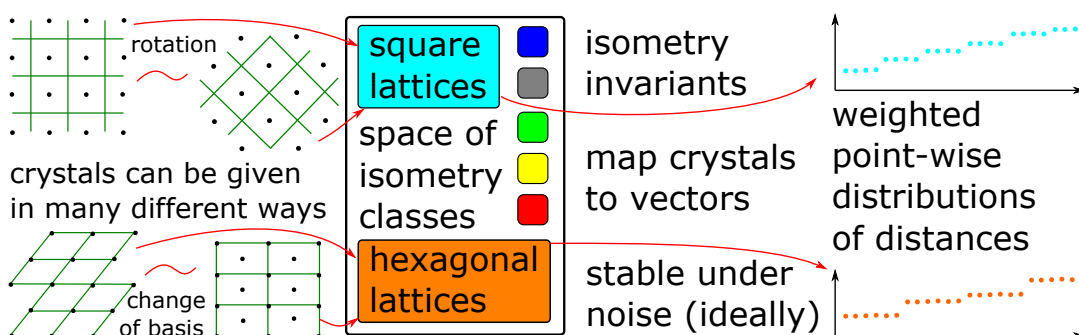 rotation
crystals can be given
in many different ways
change
of basis
square
lattices
space of
isometry
classes
hexagonal
lattices
isometry
invariants
map crystals
to vectors
stable under
noise (ideally)
weighted
point-wise
distributions
of distances